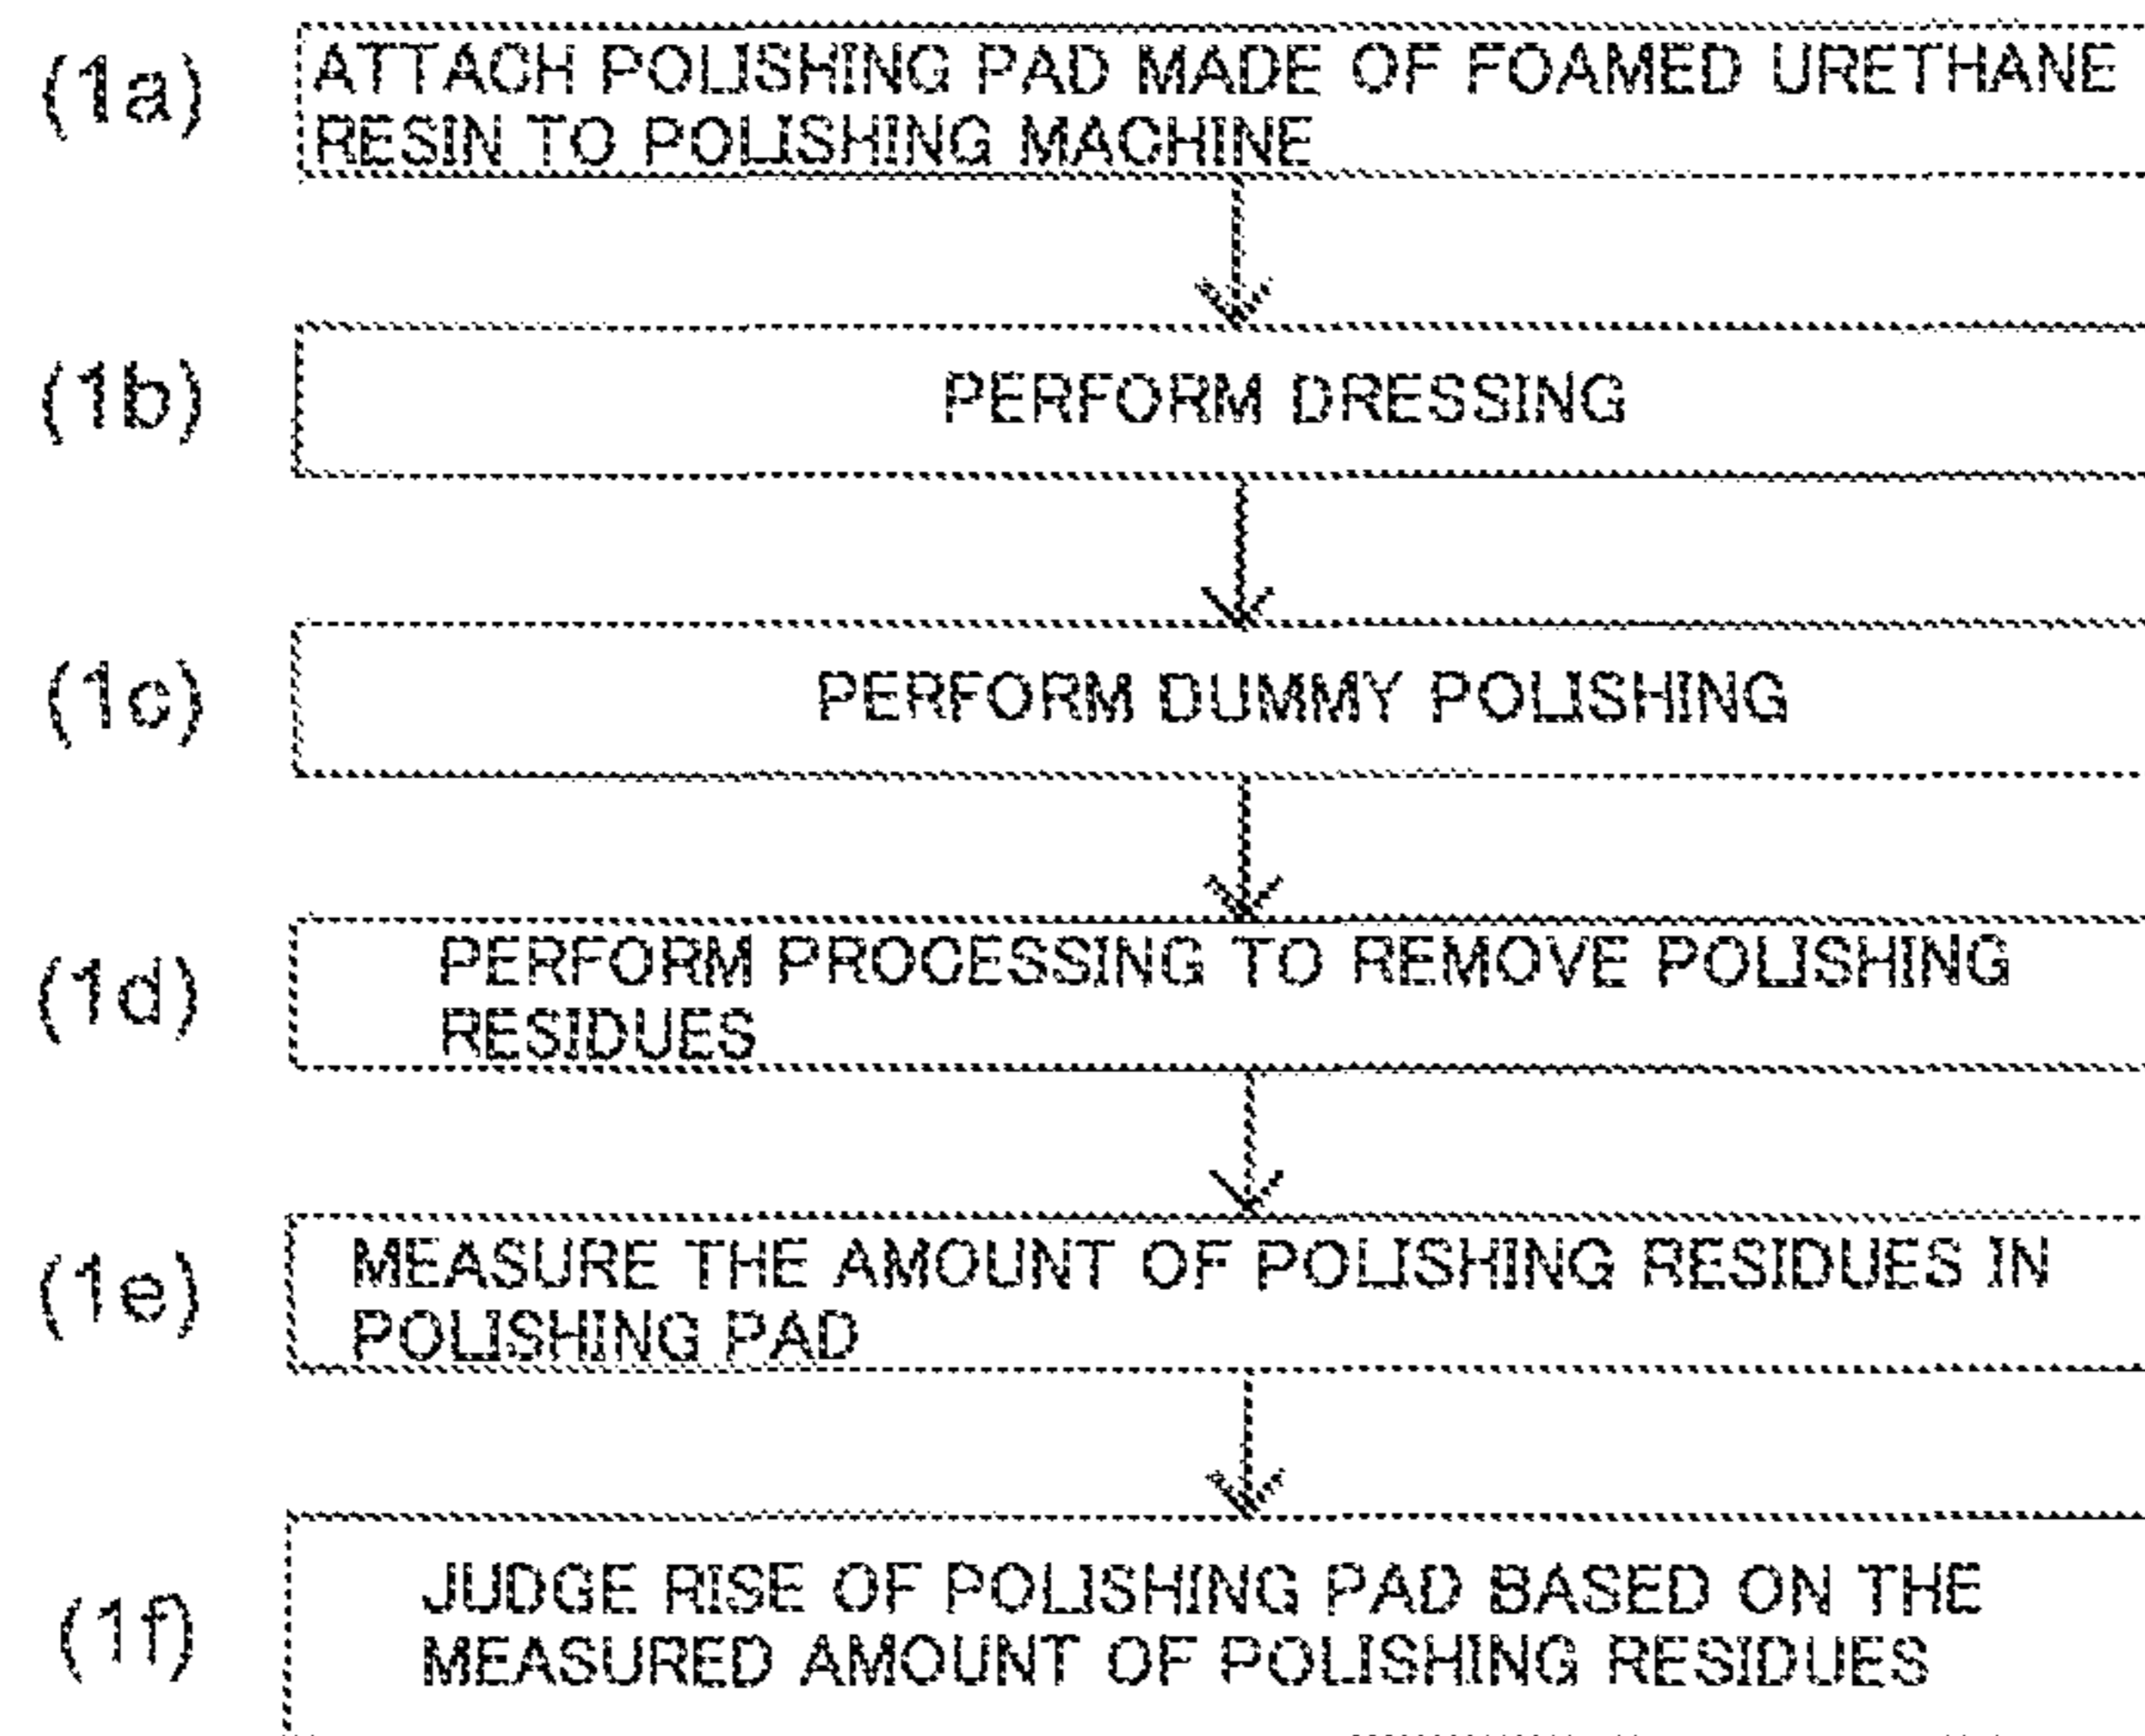 (1a) ATTACH POLISHING PAD MADE OF FOAMED URETHANE
RESIN TO POLISHING MACHINE
(1b) PERFORM DRESSING
(1c) PERFORM DUMMY POLISHING
(1d) PERFORM PROCESSING TO REMOVE POLISHING
RESIDUES
(1e) MEASURE THE AMOUNT OF POLISHING RESIDUES IN
POLISHING PAD
(1f) JUDGE RISE OF POLISHING PAD BASED ON THE
MEASURED AMOUNT OF POLISHING RESIDUES